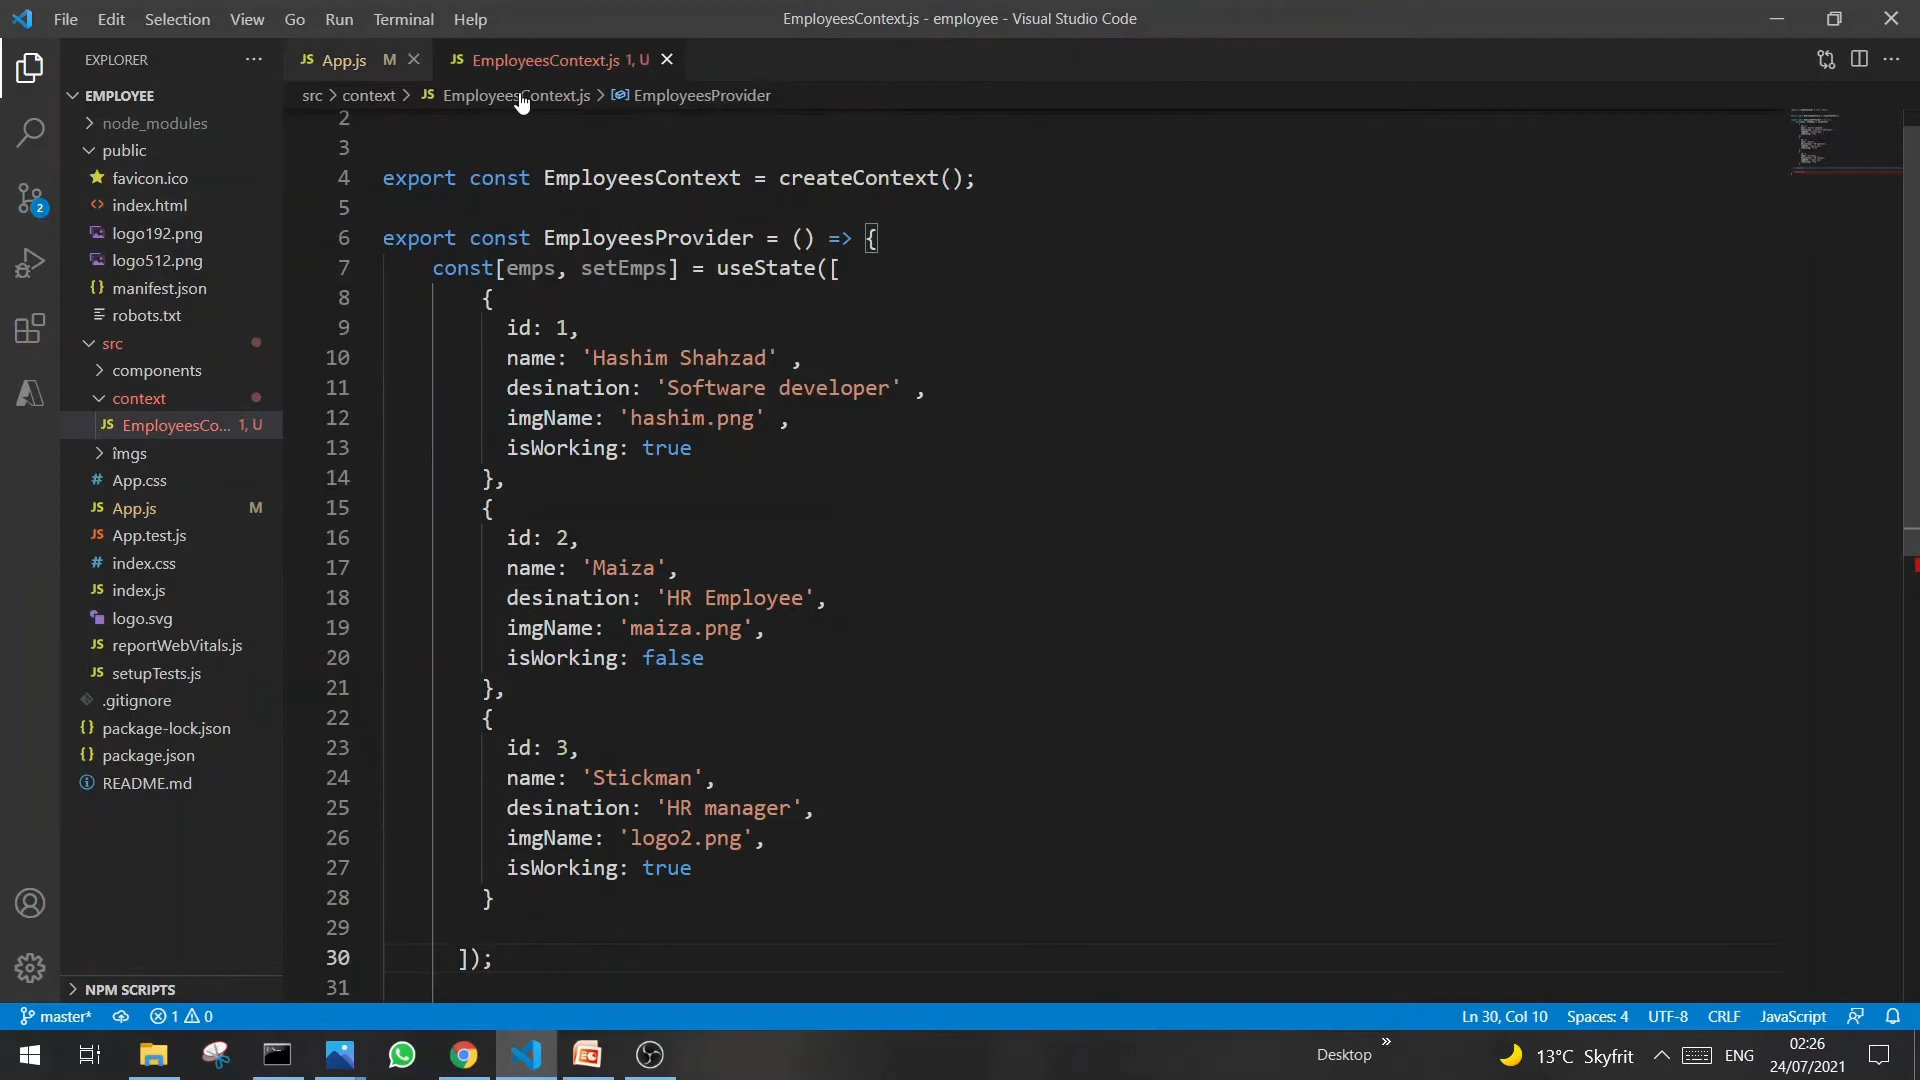 File Edit Selection View Go Run Terminal Help
EmployeesContext.js - employee - Visual Studio Code
EXPLORER
EMPLOYEE
node_modules
public
favicon.ico
index.html
logo192.png
logo512.png
manifest.json
robots.txt
src
components
context
EmployeesCo... 1, U
imgs
App.css
App.js M
App.test.js
index.css
index.js
logo.svg
reportWebVitals.js
setupTests.js
.gitignore
package-lock.json
package.json
README.md
NPM SCRIPTS
JS App.js M
JS EmployeesContext.js 1, U
src > context > JS EmployeesContext.js > EmployeesProvider
2
3
4 export const EmployeesContext = createContext();
5
6 export const EmployeesProvider = () => {
7 const[emps, setEmps] = useState([
8 {
9 id: 1,
10 name: 'Hashim Shahzad' ,
11 desination: 'Software developer' ,
12 imgName: 'hashim.png' ,
13 isWorking: true
14 },
15 {
16 id: 2,
17 name: 'Maiza',
18 desination: 'HR Employee',
19 imgName: 'maiza.png',
20 isWorking: false
21 },
22 {
23 id: 3,
24 name: 'Stickman',
25 desination: 'HR manager',
26 imgName: 'logo2.png',
27 isWorking: true
28 }
29
30 ]);
31
master* 1 0
Ln 30, Col 10 Spaces: 4 UTF-8 CRLF JavaScript
Desktop » 13°C Skyfrit ENG
02:26
24/07/2021